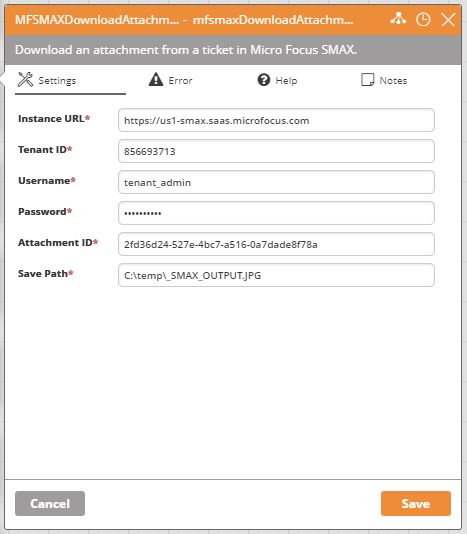 MFSMAXDownloadAttachm... - mfsmaxDownloadAttachm...
Download an attachment from a ticket in Micro Focus SMAX.
Settings Error Help Notes
Instance URL* https://us1-smax.saas.microfocus.com
Tenant ID* 856693713
Username* tenant_admin
Password* ••••••••••
Attachment ID* 2fd36d24-527e-4bc7-a516-0a7dade8f78a
Save Path* C:\temp\_SMAX_OUTPUT.JPG
Cancel Save